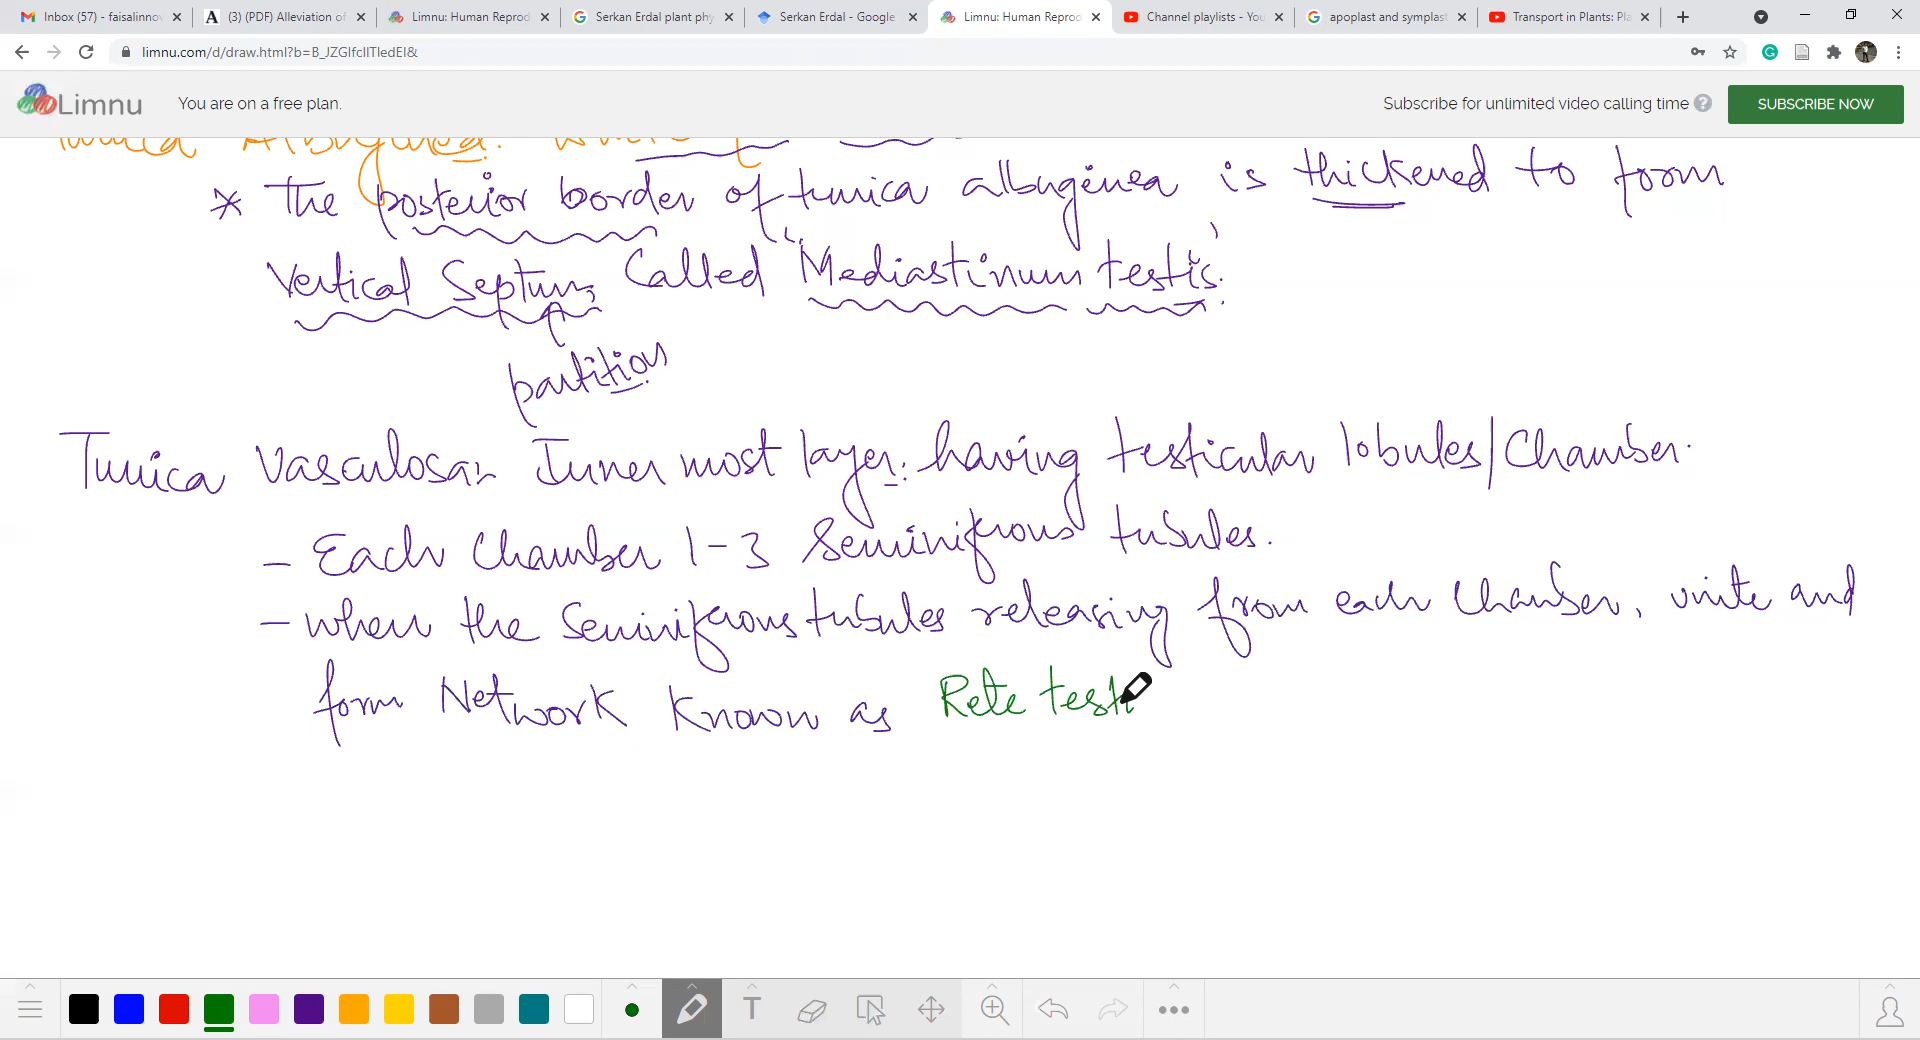 Inbox (57) - faisalinnov
(3) (PDF) Alleviation of
Limnu: Human Reprod
Serkan Erdal plant phy
Serkan Erdal - Google
Limnu: Human Reprod
Channel playlists - You
apoplast and symplast
Transport in Plants: Pla
limnu.com/d/draw.html?b=B_JZGlfcIITledEI&
Limnu
You are on a free plan.
Subscribe for unlimited video calling time ?
SUBSCRIBE NOW
* The posterior border of tunica albugenea is thickened to form
Vertical Septum, Called "Mediastinum testis".
partition
Tunica Vasculosa- Inner most layer: having testicular lobules/Chamber.
- Each Chamber 1-3 Seminifrous tubules.
- when the Seminiferous tubules releasing from each Chamber, unite and
form Network Known as Rete testi
T